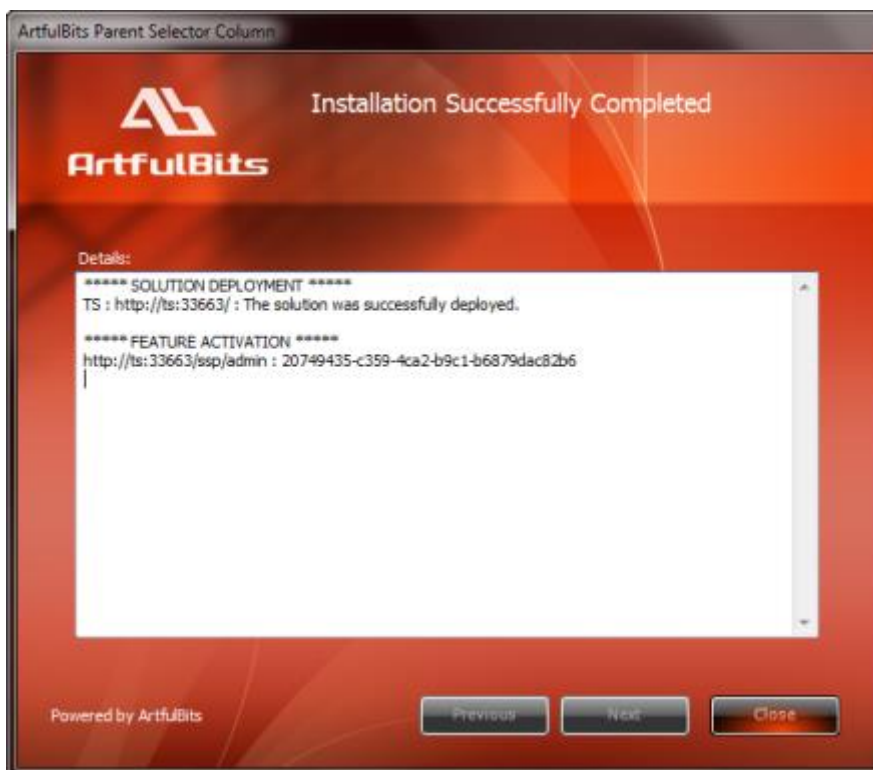 ArtfulBits Parent Selector Column
Installation Successfully Completed
ArtfulBits
Details:
***** SOLUTION DEPLOYMENT *****
TS : http://ts:33663/ : The solution was successfully deployed.
***** FEATURE ACTIVATION *****
http://ts:33663/ssp/admin : 20749435-c359-4ca2-b9c1-b6879dac82b6
Powered by ArtfulBits
Previous
Next
Close